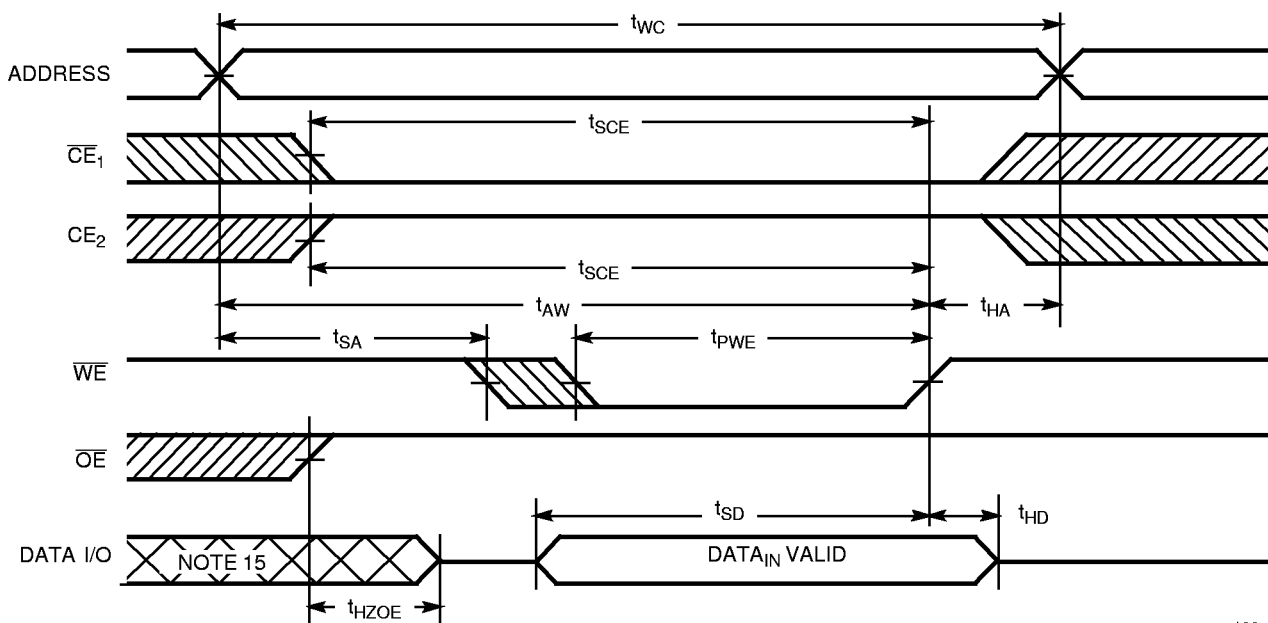 tWC
ADDRESS
tSCE
CE1
CE2
tSCE
tAW
tHA
tSA
tPWE
WE
OE
tSD
tHD
DATA I/O
NOTE 15
DATAIN VALID
tHZOE